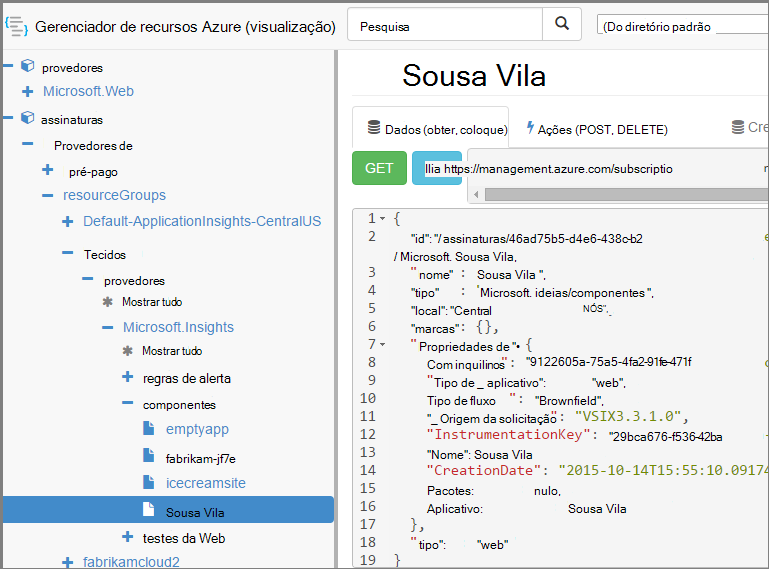 Gerenciador de recursos Azure (visualização)
Pesquisa
(Do diretório padrão
provedores
Microsoft.Web
assinaturas
Provedores de
pré-pago
resourceGroups
Default-ApplicationInsights-CentralUS
Tecidos
provedores
Mostrar tudo
Microsoft.Insights
Mostrar tudo
regras de alerta
componentes
emptyapp
fabrikam-jf7e
icecreamsite
Sousa Vila
testes da Web
fabrikamcloud2
Sousa Vila
Dados (obter, coloque)
Ações (POST, DELETE)
Cre
GET
llia https://management.azure.com/subscriptio
1 {
2 "id":"/ assinaturas/46ad75b5-d4e6-438c-b2
/ Microsoft. Sousa Vila,
3 "nome" : Sousa Vila ",
4 "tipo" : 'Microsoft. ideias/componentes ",
5 "local": "Central NÓS",
6 "marcas": {},
7 "Propriedades de "• {
8 Com inquilinos": "9122605a-75a5-4fa2-91fe-471f
9 "Tipo de _ aplicativo": "web",
10 Tipo de fluxo ": "Brownfield",
11 "_ Origem da solicitação": "VSIX3.3.1.0",
12 "InstrumentationKey": "29bca676-f536-42ba
13 "Nome": Sousa Vila
14 "CreationDate": "2015-10-14T15:55:10.09174
15 Pacotes: nulo,
16 Aplicativo: Sousa Vila
17 },
18 "tipo": "web"
19 }